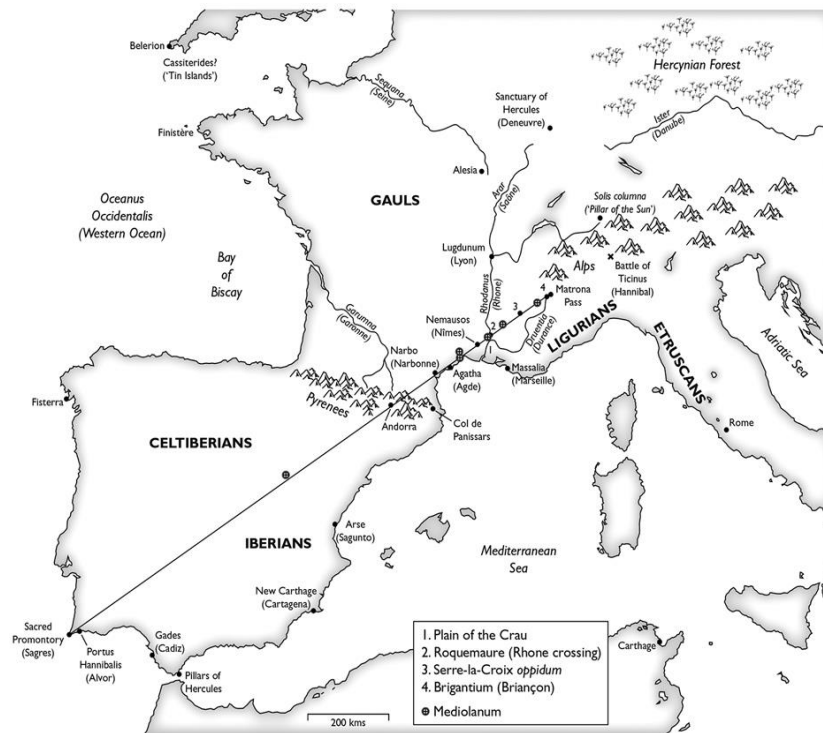 Belerion
Cassiterides?
('Tin Islands')
Sequana
(Seine)
Hercynian Forest
Sanctuary of
Hercules
(Deneuvre)
Ister
(Danube)
Finistère
Alesia
GAULS
Arar
(Saône)
Oceanus
Occidentalis
(Western Ocean)
Solis columna
('Pillar of the Sun')
Bay
of
Biscay
Lugdunum
(Lyon)
Alps
Battle of
Ticinus
(Hannibal)
Rhodanus
(Rhone)
4
Matrona
Pass
3
2
1
Druentia
(Durance)
Garumna
(Garonne)
Nemausos
(Nîmes)
LIGURIANS
ETRUSCANS
Adriatic Sea
Narbo
(Narbonne)
Agatha
(Agde)
Massalia
(Marseille)
Pyrenees
Andorra
Col de
Panissars
Fisterra
Rome
CELTIBERIANS
Arse
(Sagunto)
IBERIANS
Mediterranean
Sea
New Carthage
(Cartagena)
Sacred
Promontory
(Sagres)
Portus
Hannibalis
(Alvor)
Gades
(Cadiz)
Pillars of
Hercules
Carthage
1. Plain of the Crau
2. Roquemaure (Rhone crossing)
3. Serre-la-Croix oppidum
4. Brigantium (Briançon)
Mediolanum
200 kms